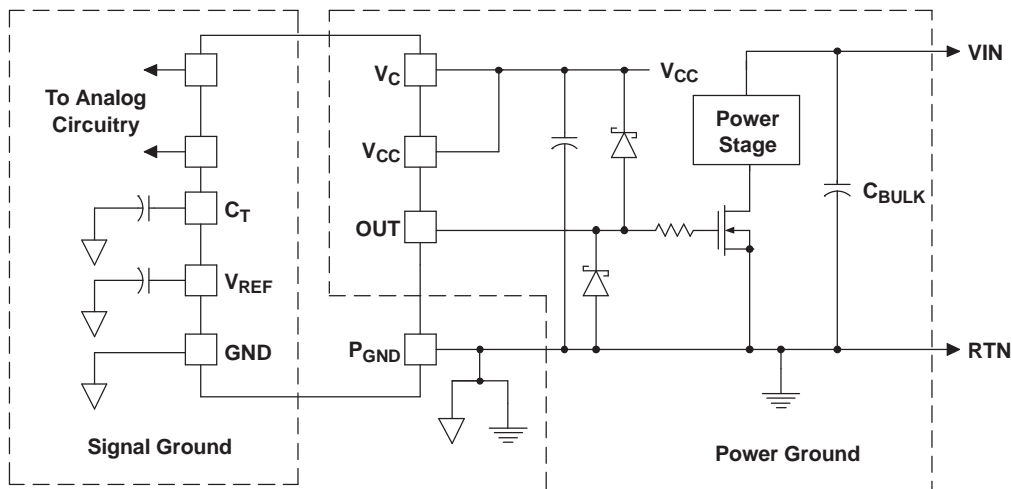 To Analog
Circuitry
C_T
V_REF
GND
Signal Ground
V_C
V_CC
OUT
P_GND
V_CC
Power
Stage
C_BULK
VIN
RTN
Power Ground